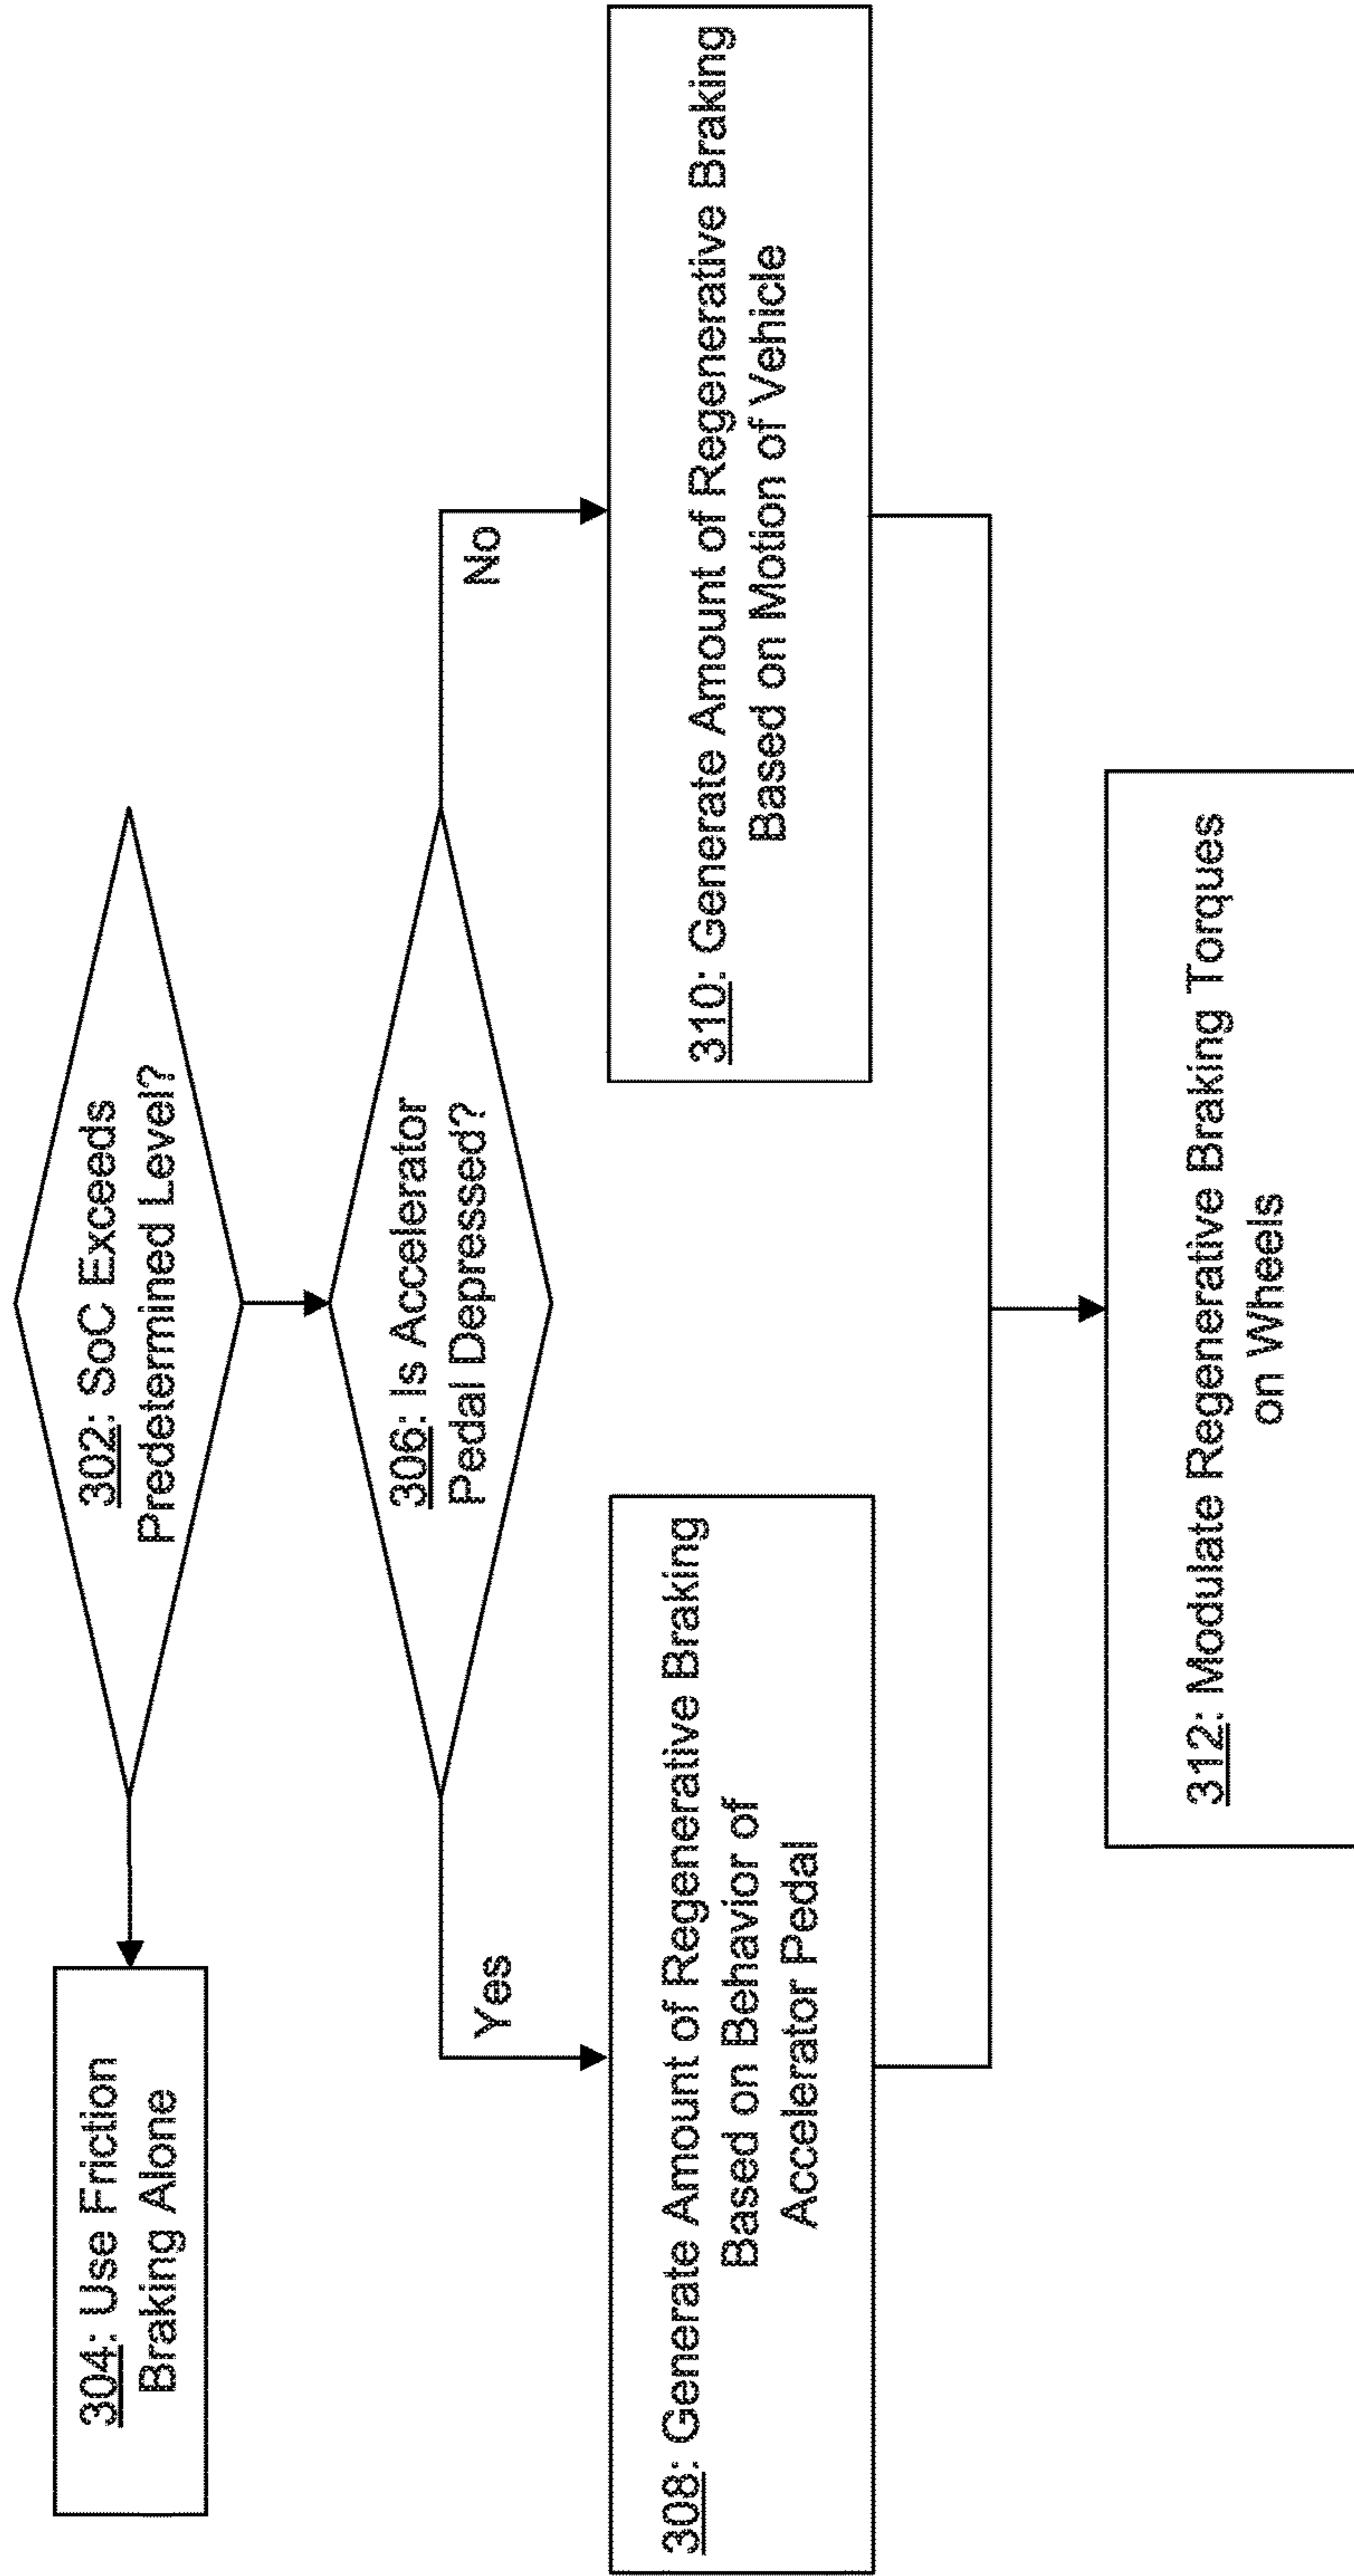 304: Use Friction
Braking Alone
302: SoC Exceeds
Predetermined Level?
306: Is Accelerator
Pedal Depressed?
Yes
No
308: Generate Amount of Regenerative Braking
Based on Behavior of
Accelerator Pedal
310: Generate Amount of Regenerative Braking
Based on Motion of Vehicle
312: Modulate Regenerative Braking Torques
on Wheels